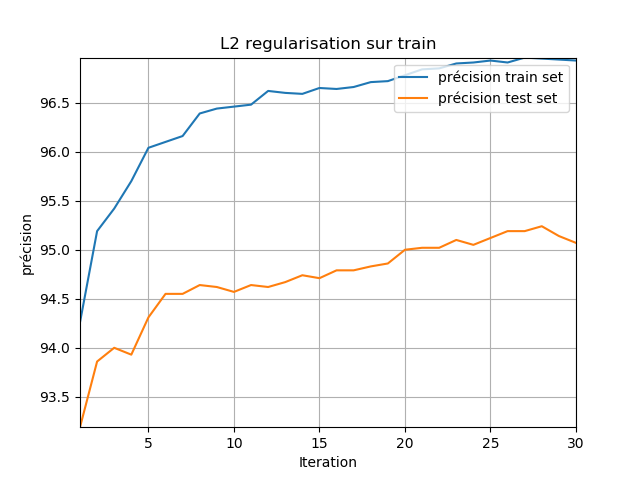 L2 regularisation sur train
précision train set
précision test set
96.5
96.0
95.5
95.0
94.5
94.0
93.5
précision
5 10 15 20 25 30
Iteration